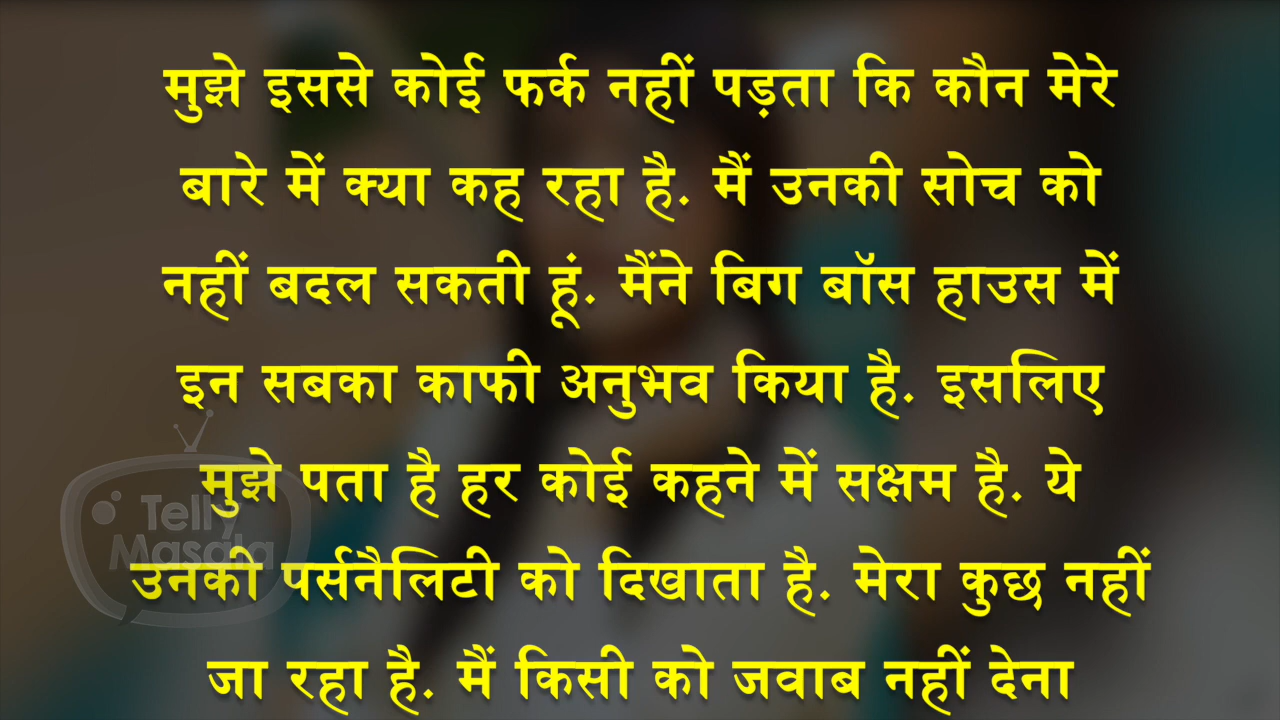 मुझे इससे कोई फर्क नहीं पड़ता कि कौन मेरे
बारे में क्या कह रहा है. मैं उनकी सोच को
नहीं बदल सकती हूं. मैंने बिग बॉस हाउस में
इन सबका काफी अनुभव किया है. इसलिए
मुझे पता है हर कोई कहने में सक्षम है. ये
Telly
Masala
उनकी पर्सनैलिटी को दिखाता है. मेरा कुछ नहीं
जा रहा है. मैं किसी को जवाब नहीं देना